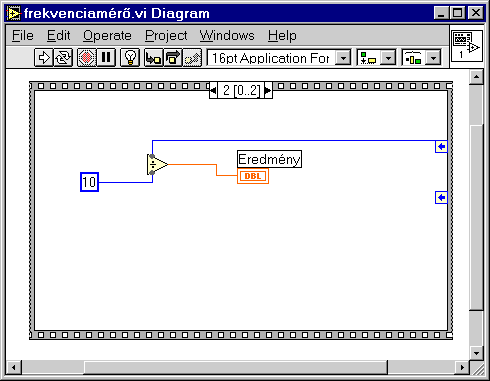 frekvenciamérő.vi Diagram
File Edit Operate Project Windows Help
16pt Application For
1
2 [0..2]
Eredmény
10
DBL